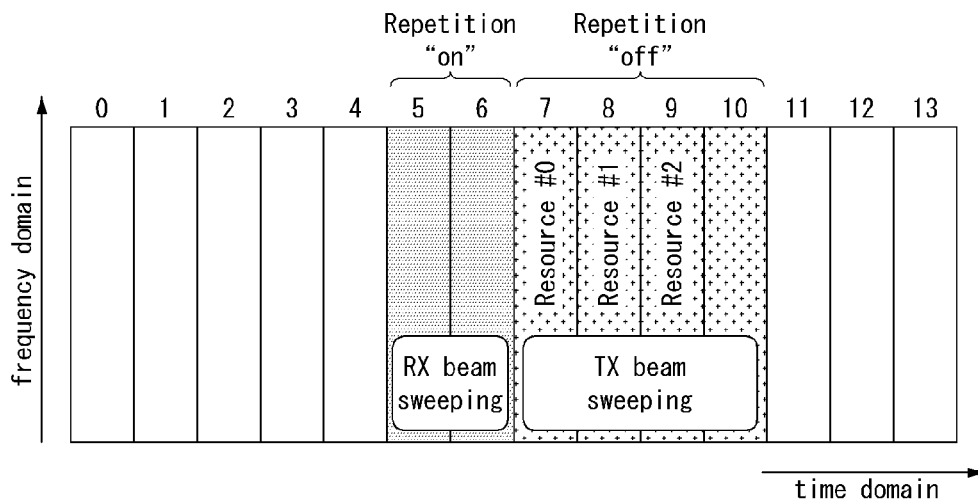 Repetition
“on”
Repetition
“off”
0 1 2 3 4 5 6 7 8 9 10 11 12 13
frequency domain
Resource #0
Resource #1
Resource #2
RX beam
sweeping
TX beam
sweeping
time domain